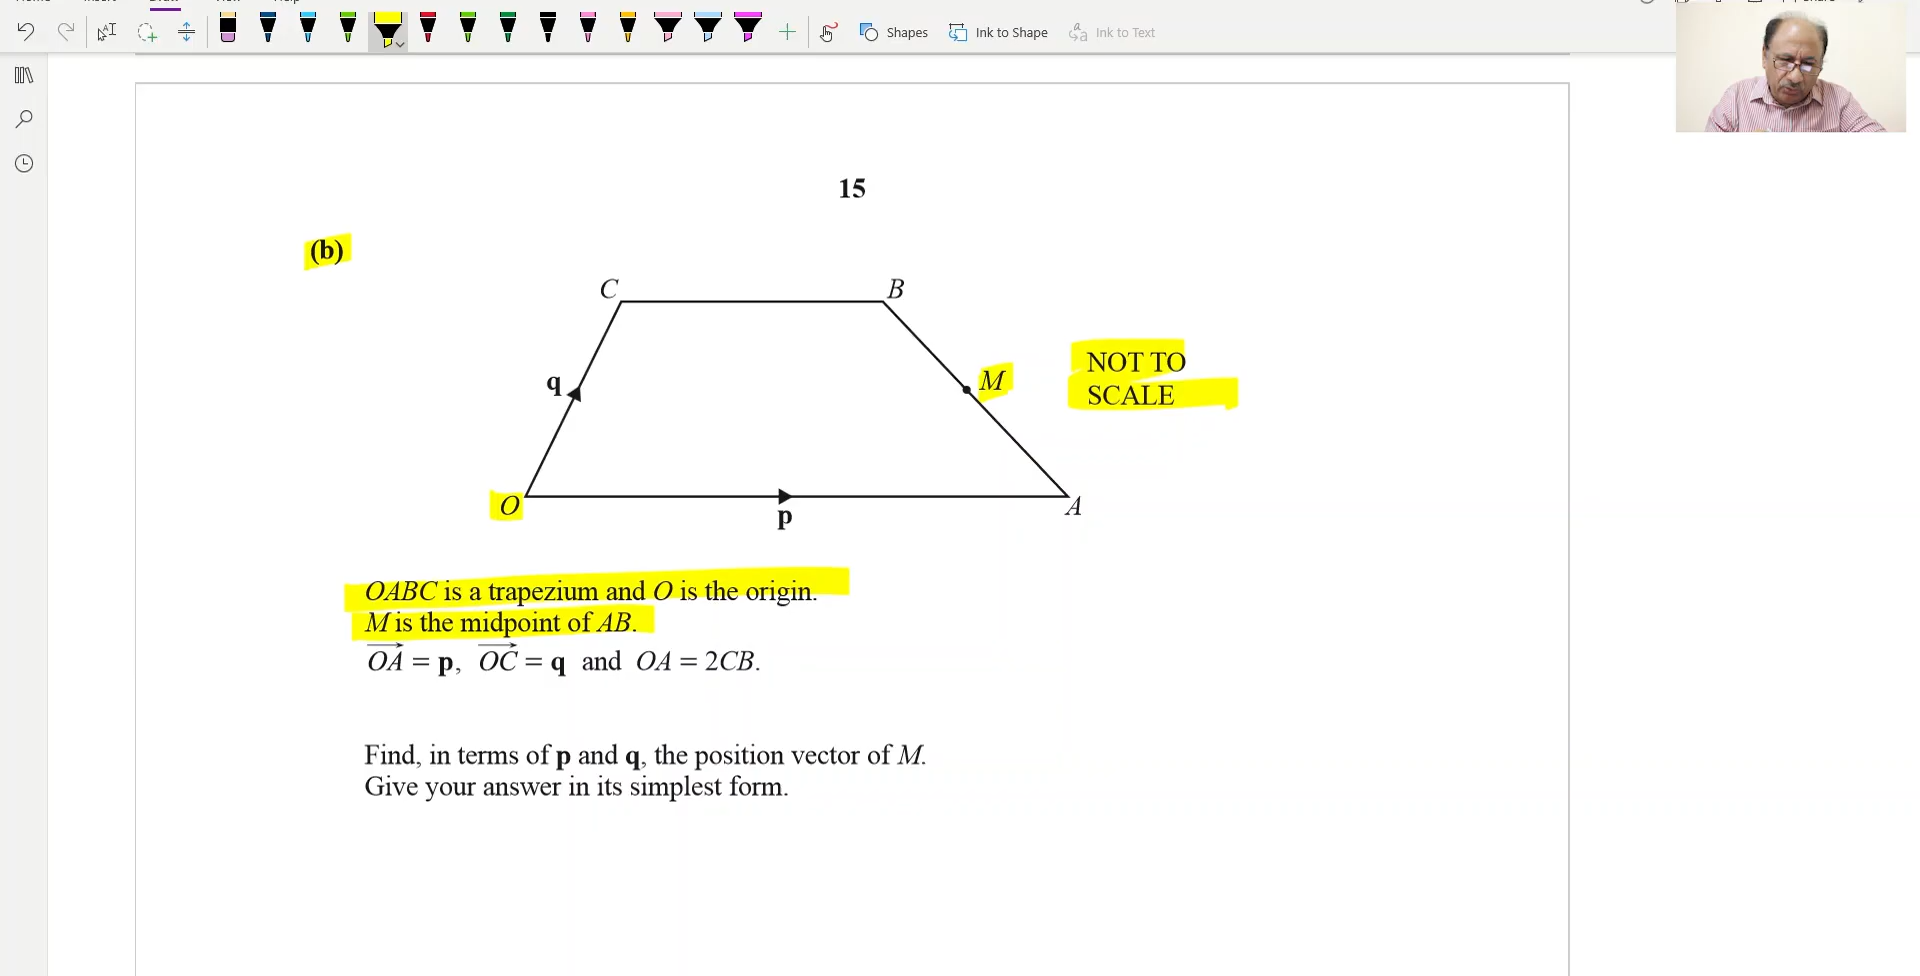 Shapes
Ink to Shape
Ink to Text
15
(b)
C
B
q
M
NOT TO
SCALE
O
p
A
OABC is a trapezium and O is the origin.
M is the midpoint of AB.
OA = p, OC = q and OA = 2CB.
Find, in terms of p and q, the position vector of M.
Give your answer in its simplest form.